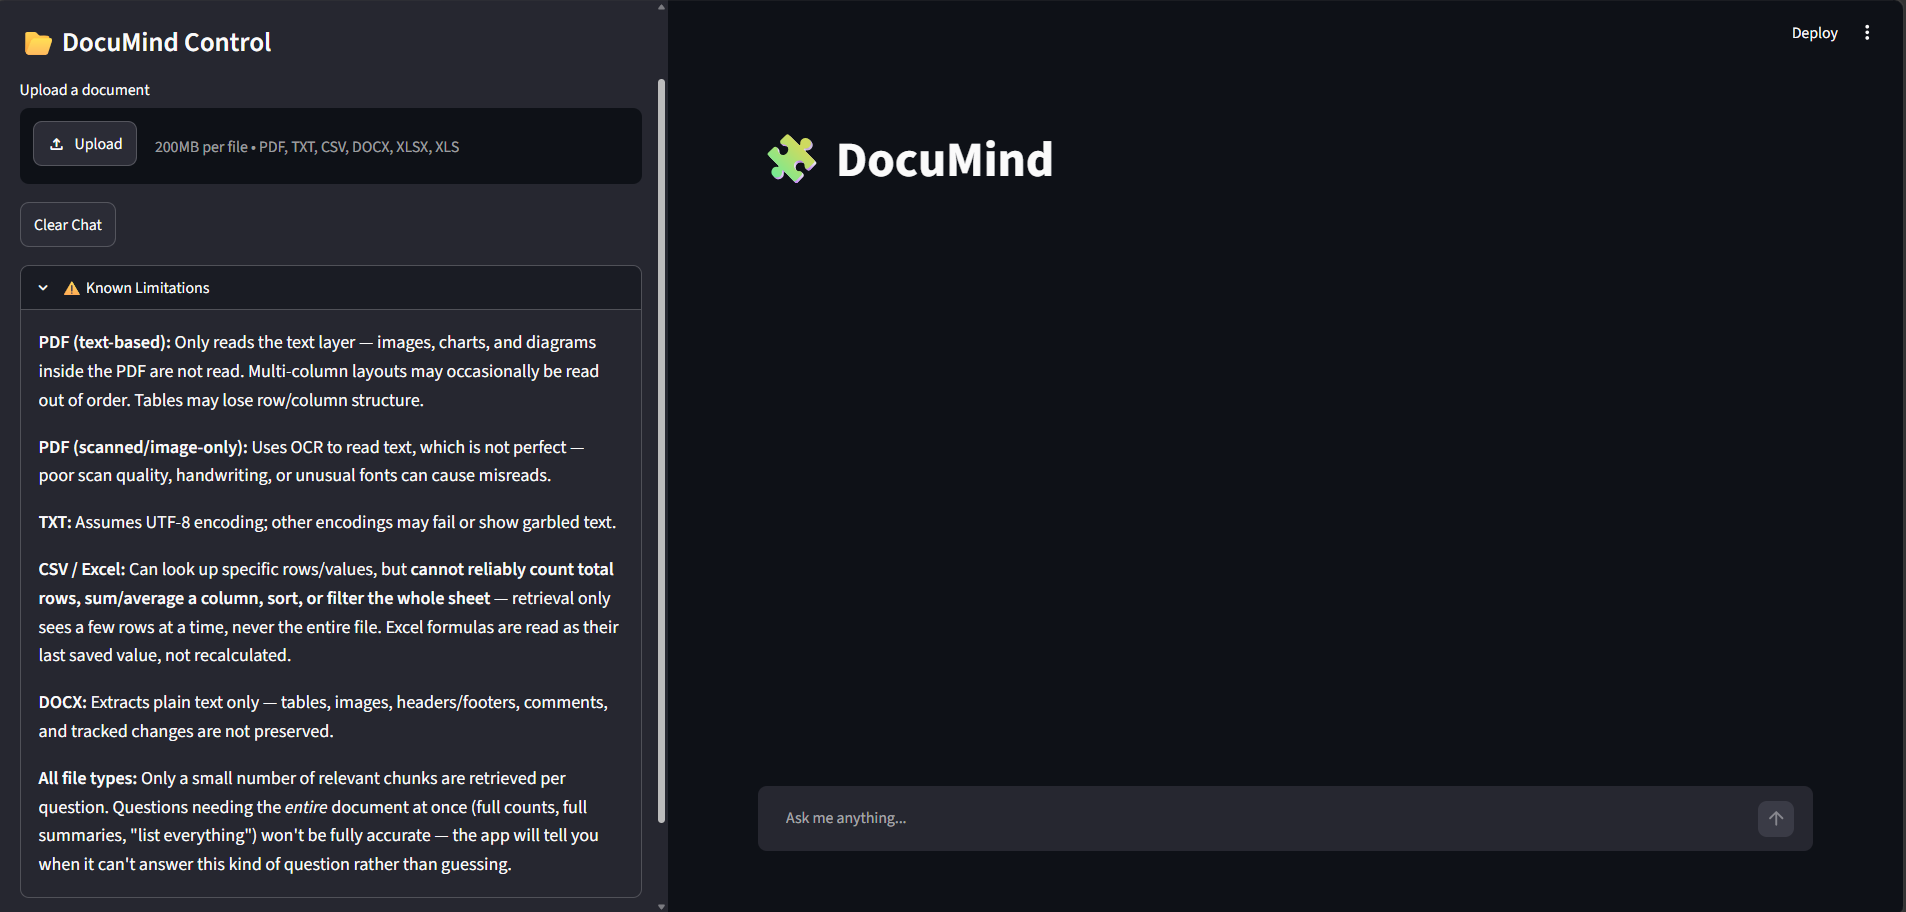 DocuMind Control
Upload a document
Upload
200MB per file • PDF, TXT, CSV, DOCX, XLSX, XLS
Clear Chat
Known Limitations
PDF (text-based): Only reads the text layer — images, charts, and diagrams
inside the PDF are not read. Multi-column layouts may occasionally be read
out of order. Tables may lose row/column structure.
PDF (scanned/image-only): Uses OCR to read text, which is not perfect —
poor scan quality, handwriting, or unusual fonts can cause misreads.
TXT: Assumes UTF-8 encoding; other encodings may fail or show garbled text.
CSV / Excel: Can look up specific rows/values, but cannot reliably count total
rows, sum/average a column, sort, or filter the whole sheet — retrieval only
sees a few rows at a time, never the entire file. Excel formulas are read as their
last saved value, not recalculated.
DOCX: Extracts plain text only — tables, images, headers/footers, comments,
and tracked changes are not preserved.
All file types: Only a small number of relevant chunks are retrieved per
question. Questions needing the entire document at once (full counts, full
summaries, "list everything") won't be fully accurate — the app will tell you
when it can't answer this kind of question rather than guessing.
Deploy
DocuMind
Ask me anything...